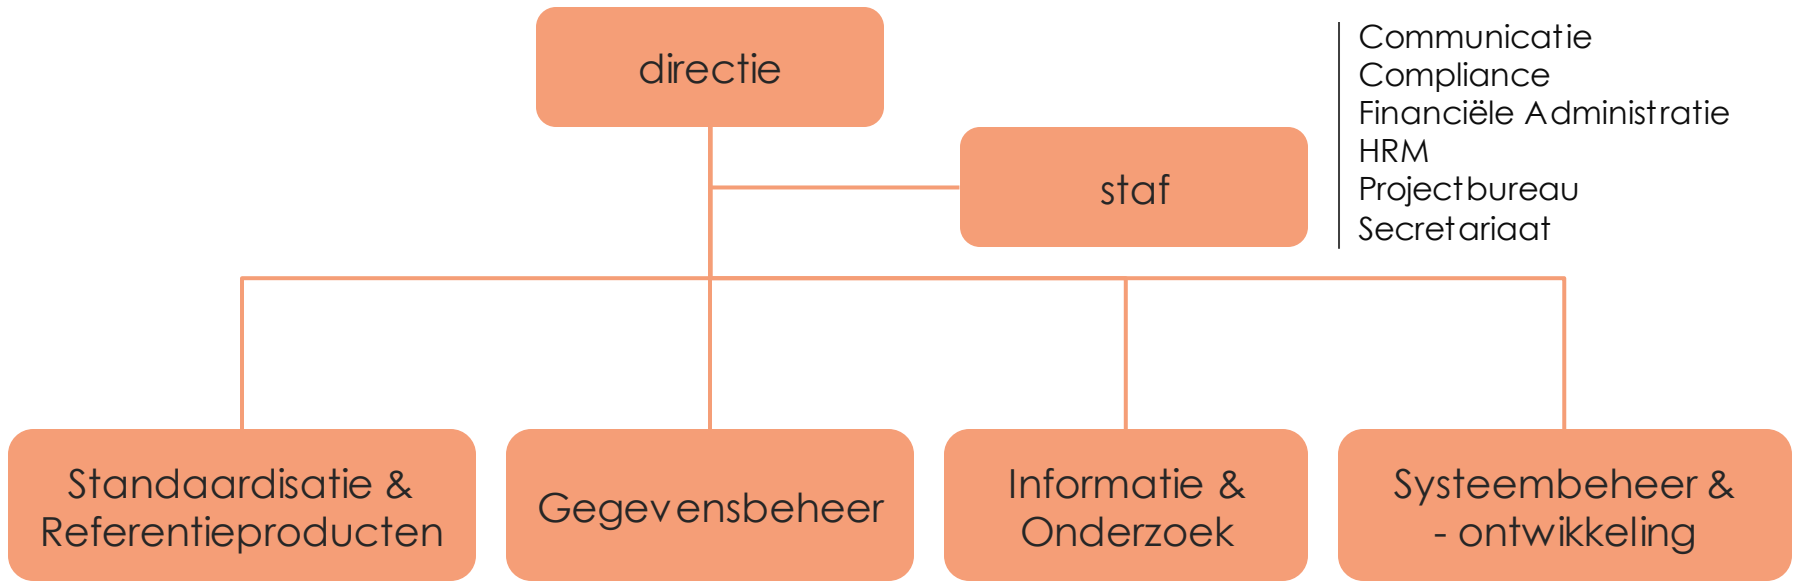 directie
Communicatie
Compliance
Financiële Administratie
HRM
Projectbureau
Secretariaat
staf
Standaardisatie &
Referentieproducten
Gegevensbeheer
Informatie &
Onderzoek
Systeembeheer &
- ontwikkeling